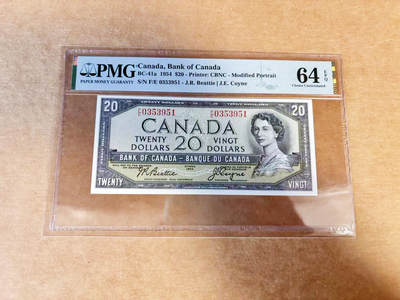 PMG
PAPER MONEY GUARANTY
Canada, Bank of Canada
BC-41a 1954 $20 - Printer: CBNC - Modified Portrait
S/N F/E 0353951 - J.R. Beattie | J.E. Coyne
64 EPQ
Choice Uncirculated
20
20
0353951
0353951
CANADA
TWENTY DOLLARS
20
VINGT DOLLARS
BANK OF CANADA - BANQUE DU CANADA
TWENTY
VINGT